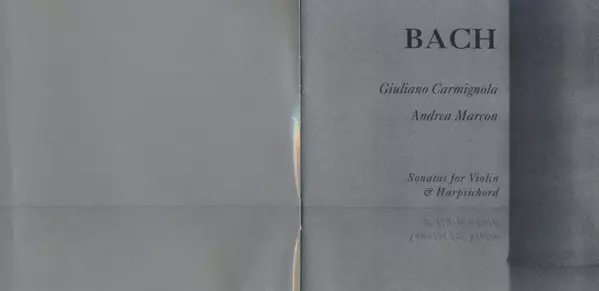 BACH
Giuliano Carmignola
Andrea Marcon
Sonatas for Violin
& Harpsichord